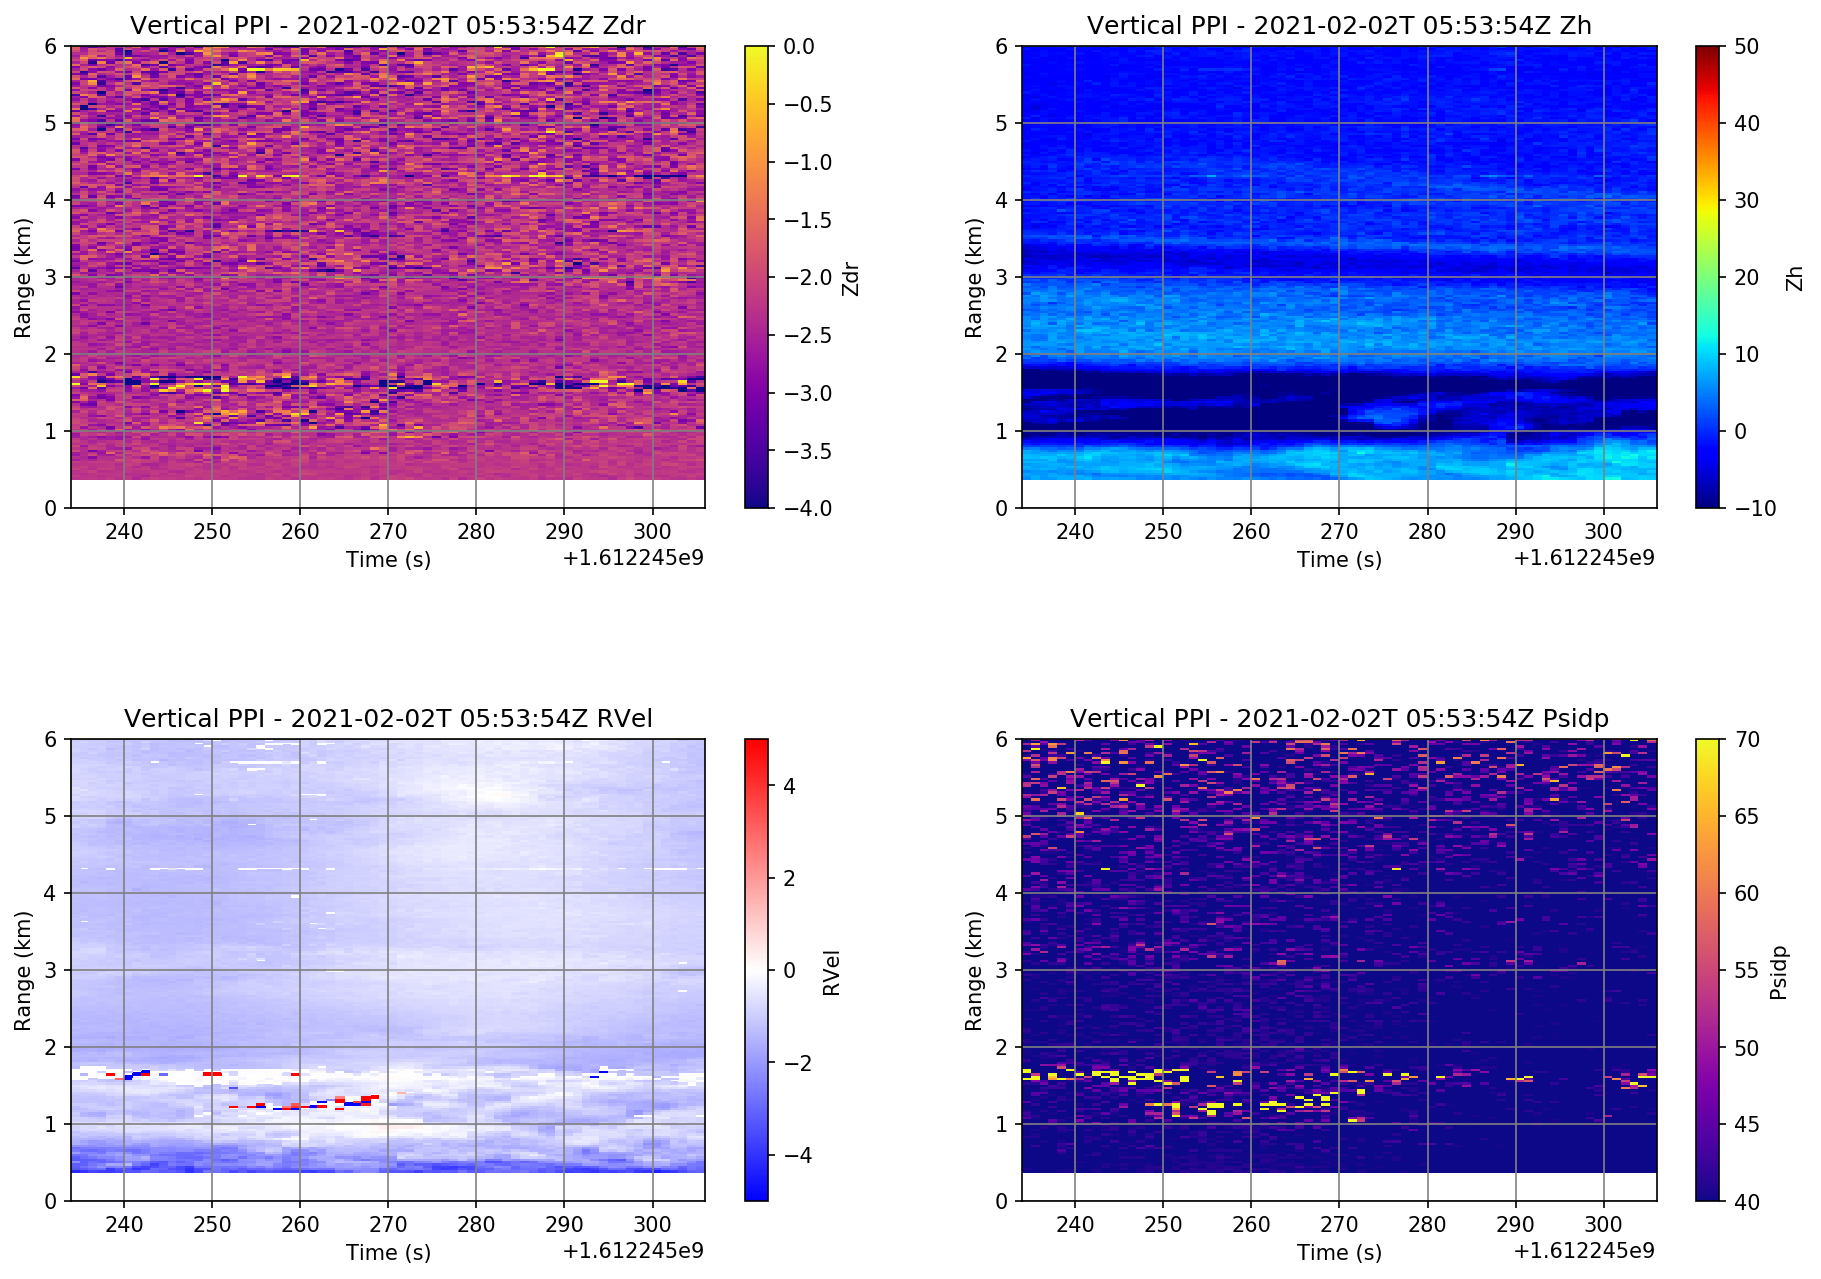 Vertical PPI - 2021-02-02T 05:53:54Z Zdr
6
5
4
3
2
1
0
Range (km)
240 250 260 270 280 290 300
Time (s)
+1.612245e9
0.0
−0.5
−1.0
−1.5
−2.0
−2.5
−3.0
−3.5
−4.0
Zdr
Vertical PPI - 2021-02-02T 05:53:54Z Zh
6
5
4
3
2
1
0
Range (km)
240 250 260 270 280 290 300
Time (s)
+1.612245e9
50
40
30
20
10
0
−10
Zh
Vertical PPI - 2021-02-02T 05:53:54Z RVel
6
5
4
3
2
1
0
Range (km)
240 250 260 270 280 290 300
Time (s)
+1.612245e9
4
2
0
−2
−4
RVel
Vertical PPI - 2021-02-02T 05:53:54Z Psidp
6
5
4
3
2
1
0
Range (km)
240 250 260 270 280 290 300
Time (s)
+1.612245e9
70
65
60
55
50
45
40
Psidp